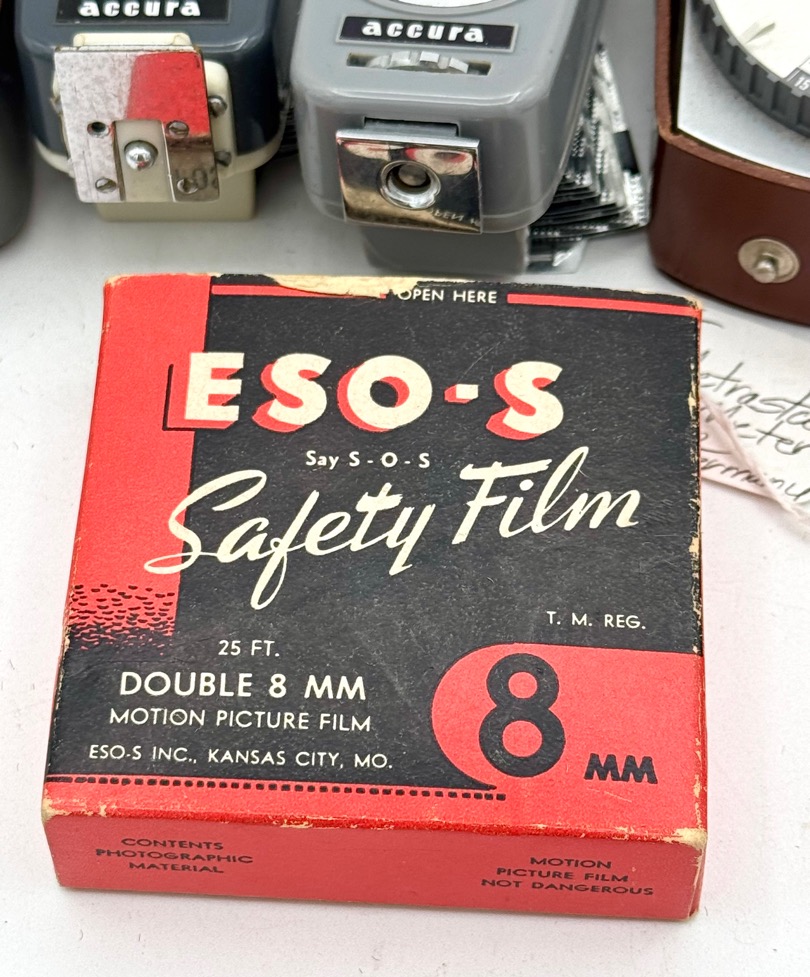 accura
accura
15
OPEN HERE
ESO-S
Say S-O-S
Safety Film
T. M. REG.
25 FT.
DOUBLE 8 MM
MOTION PICTURE FILM
ESO-S INC., KANSAS CITY, MO.
8 MM
CONTENTS
PHOTOGRAPHIC
MATERIAL
MOTION
PICTURE FILM
NOT DANGEROUS